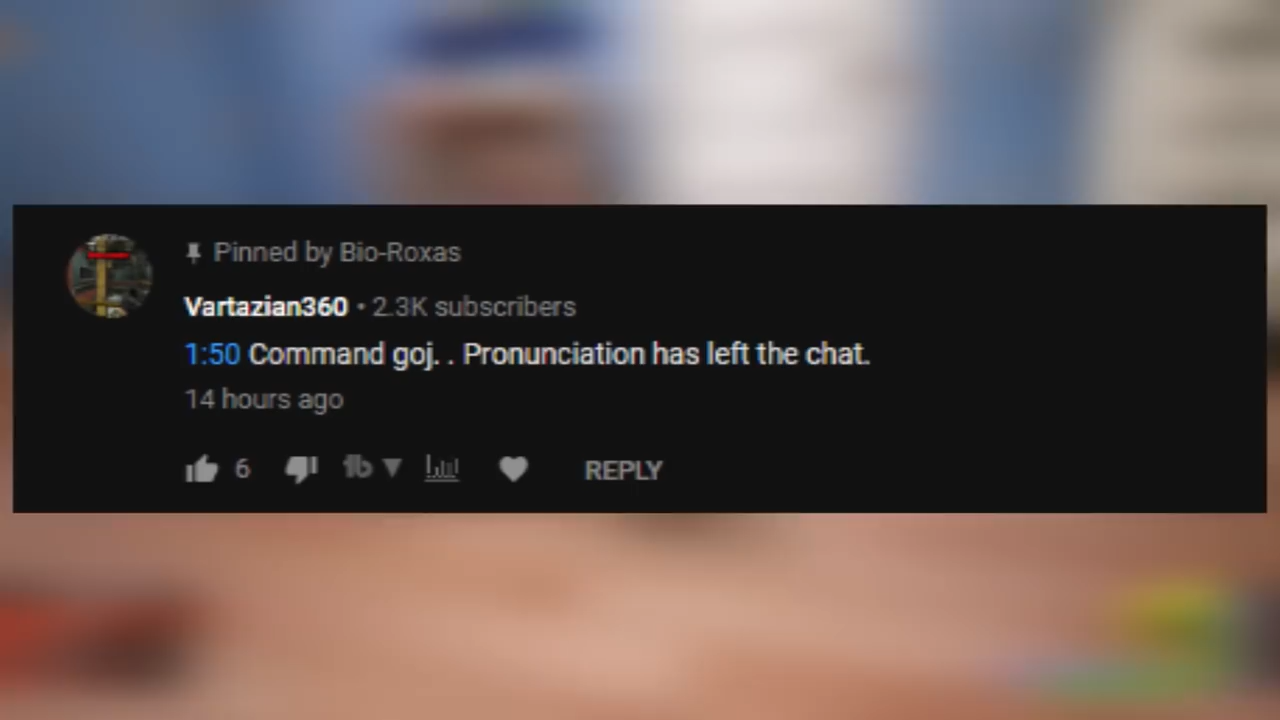 Pinned by Bio-Roxas
Vartazian360 • 2.3K subscribers
1:50 Command goj. . Pronunciation has left the chat.
14 hours ago
6 REPLY